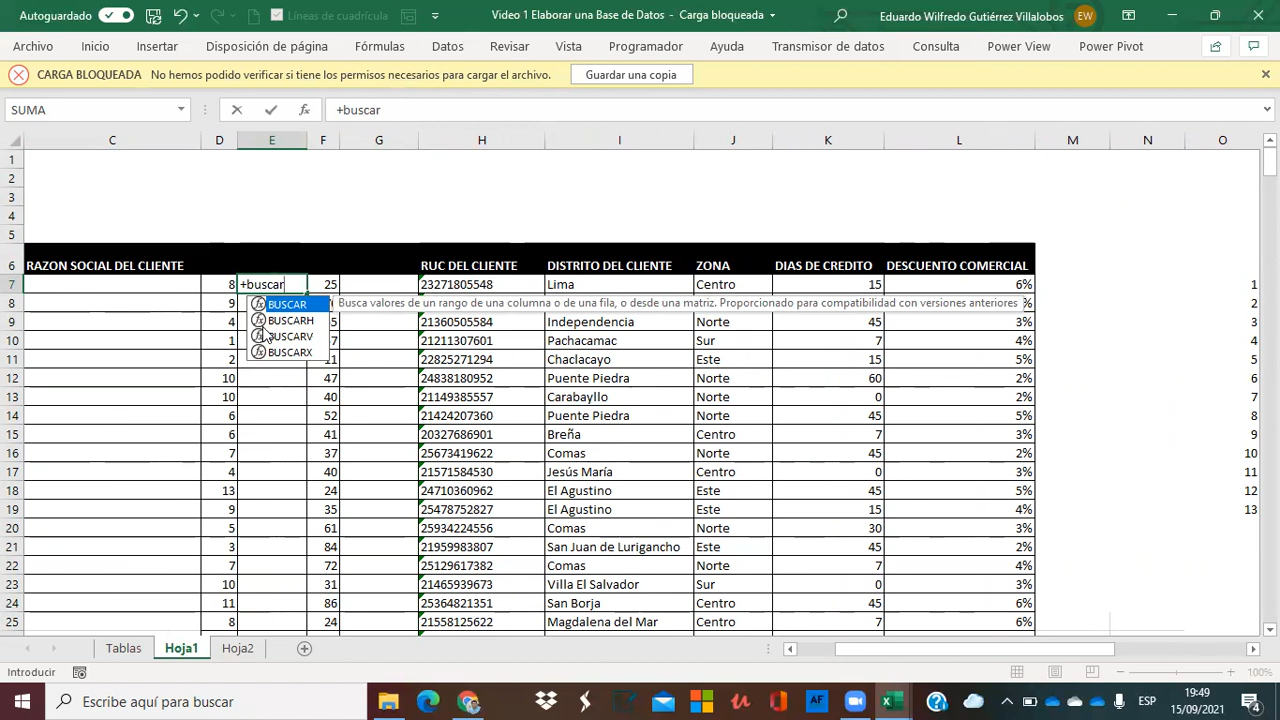 Autoguardado
Líneas de cuadrícula
Video 1 Elaborar una Base de Datos - Carga bloqueada
Eduardo Wilfredo Gutiérrez Villalobos
EW
Archivo Inicio Insertar Disposición de página Fórmulas Datos Revisar Vista Programador Ayuda Transmisor de datos Consulta Power View Power Pivot
CARGA BLOQUEADA No hemos podido verificar si tiene los permisos necesarios para cargar el archivo. Guardar una copia
SUMA +buscar
C D E F G H I J K L M N O
1
2
3
4
5
6 RAZON SOCIAL DEL CLIENTE RUC DEL CLIENTE DISTRITO DEL CLIENTE ZONA DIAS DE CREDITO DESCUENTO COMERCIAL
7 8 +buscar 25 23271805548 Lima Centro 15 6% 1
8 9 BUSCAR Busca valores de un rango de una columna o de una fila, o desde una matriz. Proporcionado para compatibilidad con versiones anteriores 2
9 4 BUSCARH 5 21360505584 Independencia Norte 45 3% 3
10 1 BUSCARV 7 21211307601 Pachacamac Sur 7 4% 4
11 2 BUSCARX 11 22825271294 Chaclacayo Este 15 5% 5
12 10 47 24838180952 Puente Piedra Norte 60 2% 6
13 10 40 21149385557 Carabayllo Norte 0 2% 7
14 6 52 21424207360 Puente Piedra Norte 45 5% 8
15 6 41 20327686901 Breña Centro 7 3% 9
16 7 37 25673419622 Comas Norte 45 2% 10
17 4 40 21571584530 Jesús María Centro 0 3% 11
18 13 24 24710360962 El Agustino Este 45 5% 12
19 9 35 25478752827 El Agustino Este 15 4% 13
20 5 61 25934224556 Comas Norte 30 3%
21 3 84 21959983807 San Juan de Lurigancho Este 45 2%
22 7 72 25129617382 Comas Norte 7 4%
23 10 31 21465939673 Villa El Salvador Sur 0 3%
24 11 86 25364821351 San Borja Centro 45 6%
25 8 24 21558125622 Magdalena del Mar Centro 7 6%
Tablas Hoja1 Hoja2
Introducir 100%
Escribe aquí para buscar
AF
ESP
19:49
15/09/2021
4